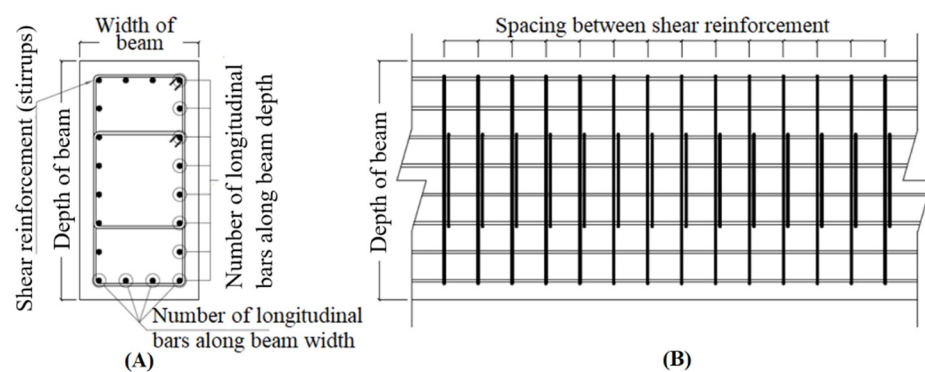 Width of
beam
Shear reinforcement (stirrups)
Depth of beam
Number of longitudinal
bars along beam depth
Number of longitudinal
bars along beam width
(A)
Spacing between shear reinforcement
Depth of beam
(B)